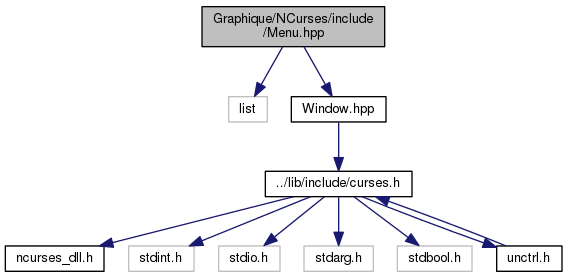 Graphique/NCurses/include
/Menu.hpp
list
Window.hpp
../lib/include/curses.h
ncurses_dll.h
stdint.h
stdio.h
stdarg.h
stdbool.h
unctrl.h